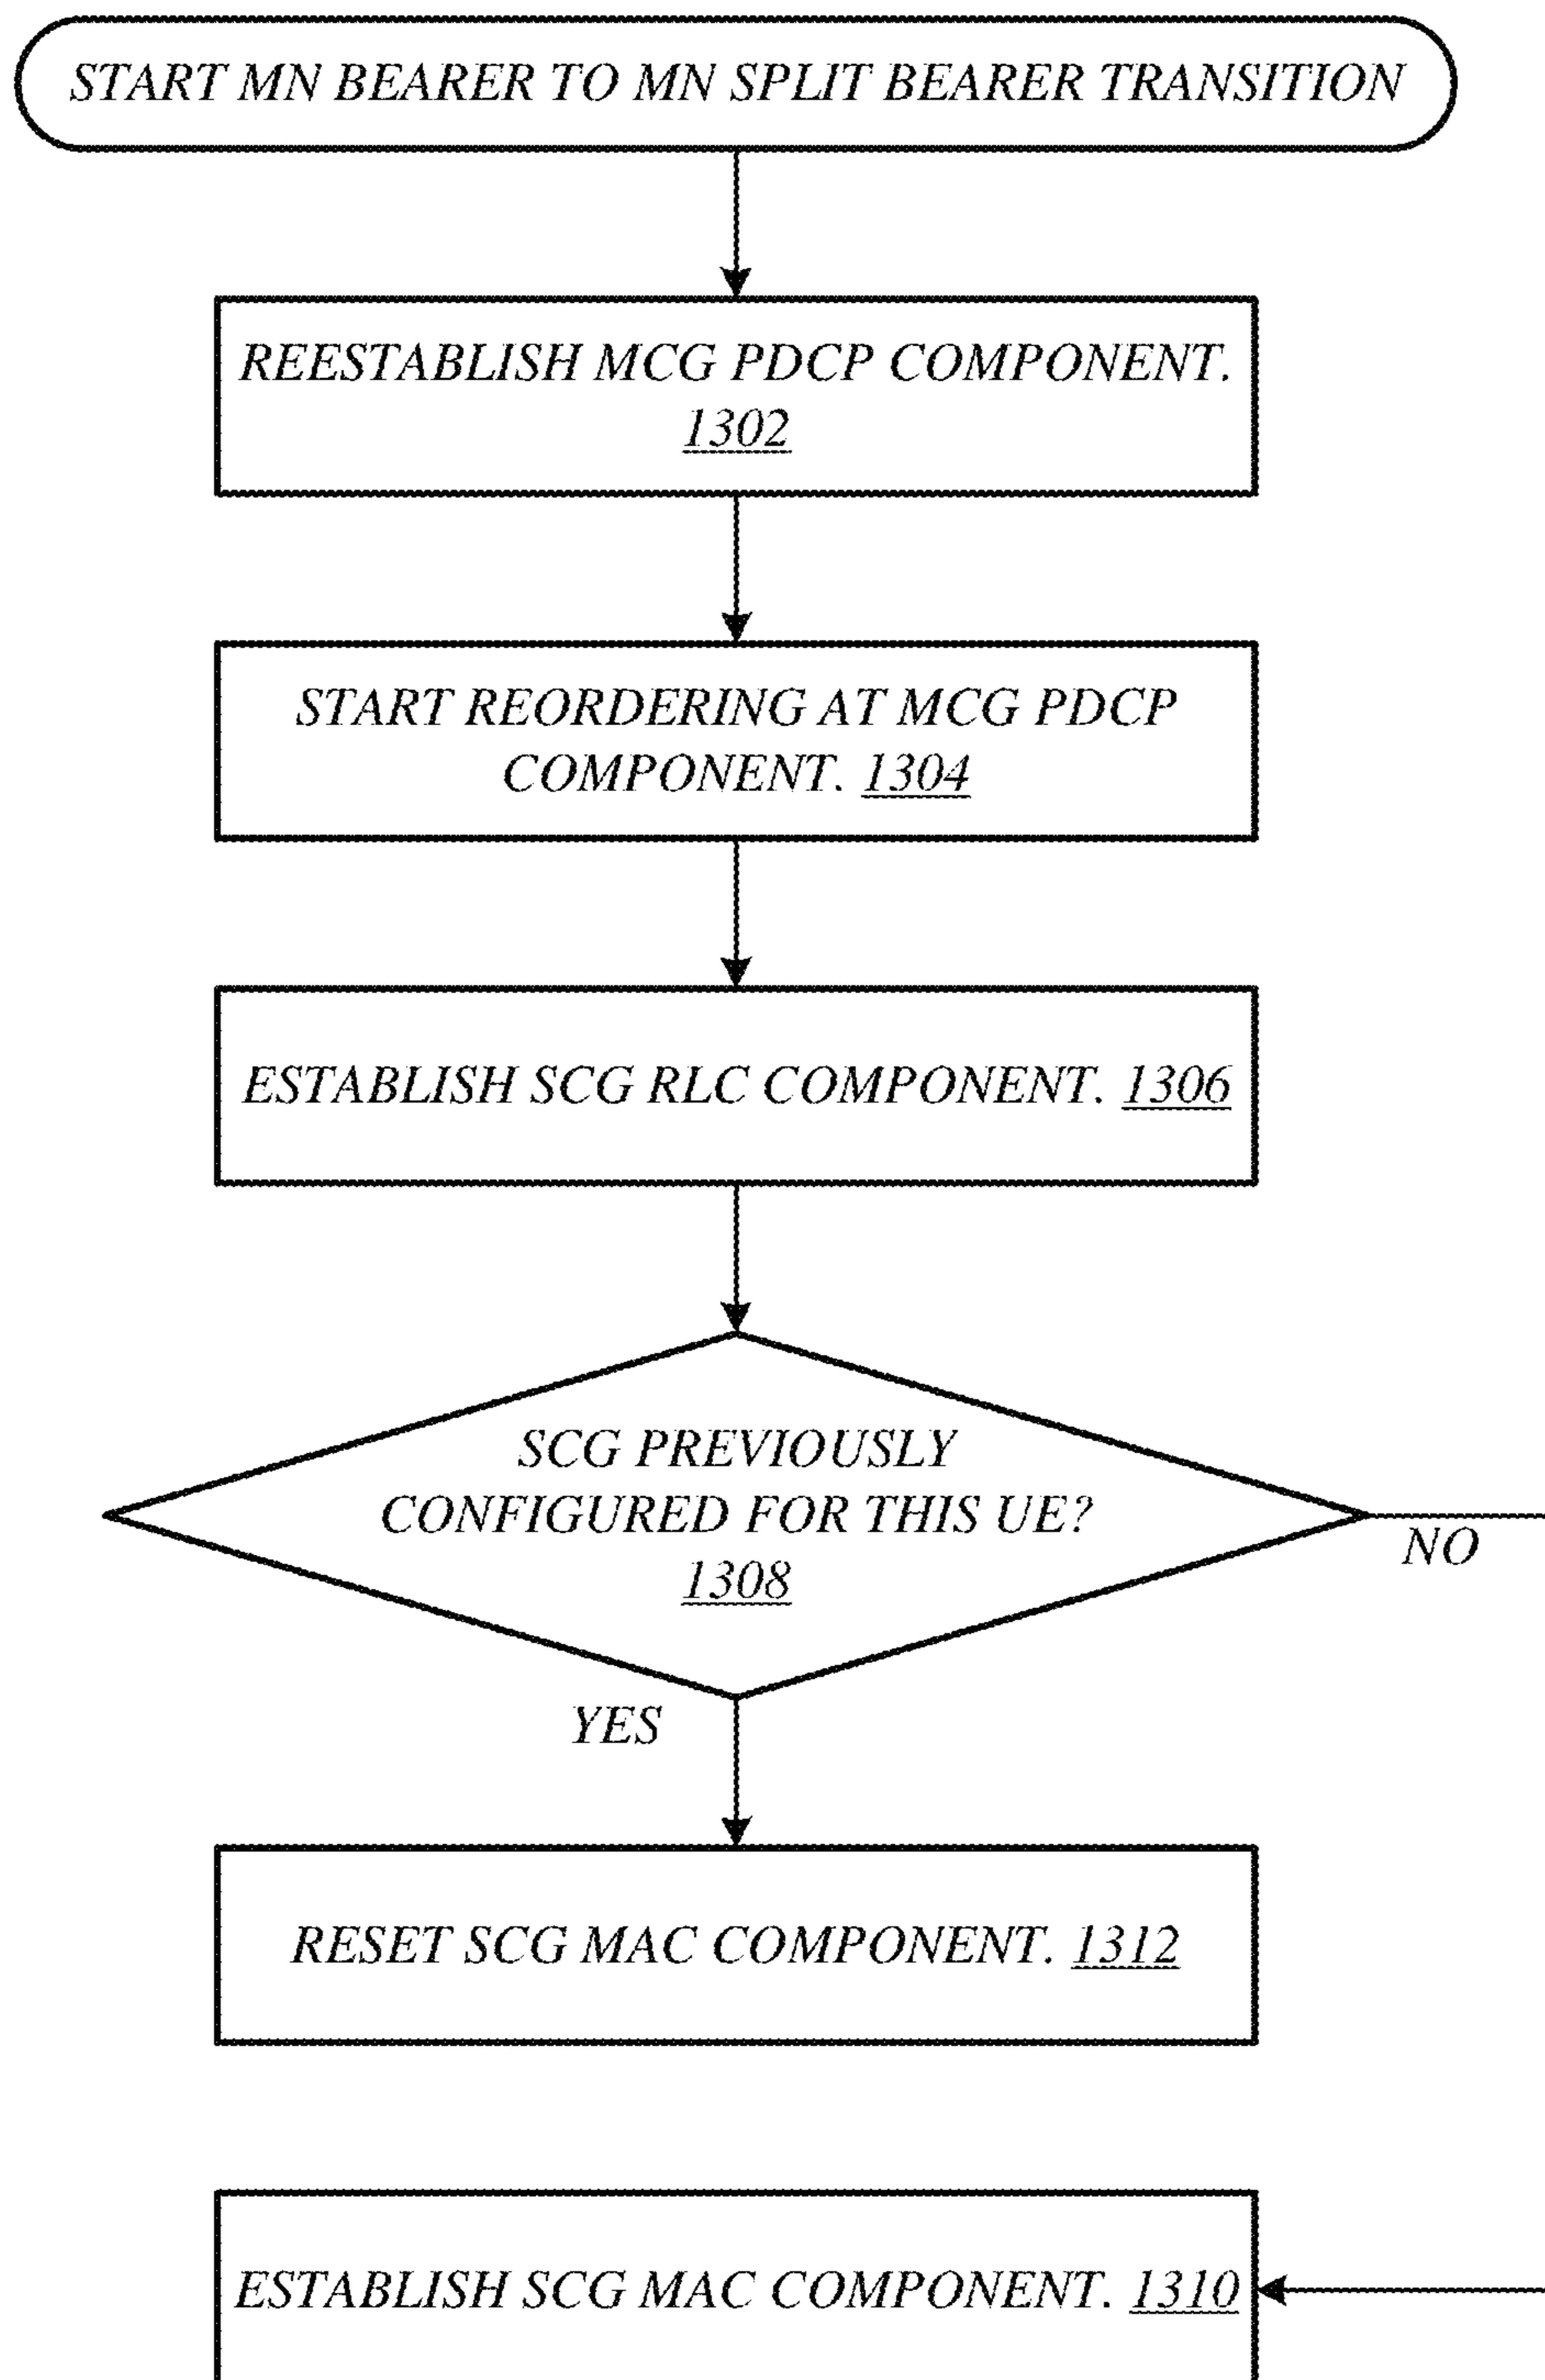 START MN BEARER TO MN SPLIT BEARER TRANSITION
REESTABLISH MCG PDCP COMPONENT.
1302
START REORDERING AT MCG PDCP
COMPONENT. 1304
ESTABLISH SCG RLC COMPONENT. 1306
SCG PREVIOUSLY
CONFIGURED FOR THIS UE?
1308
NO
YES
RESET SCG MAC COMPONENT. 1312
ESTABLISH SCG MAC COMPONENT. 1310